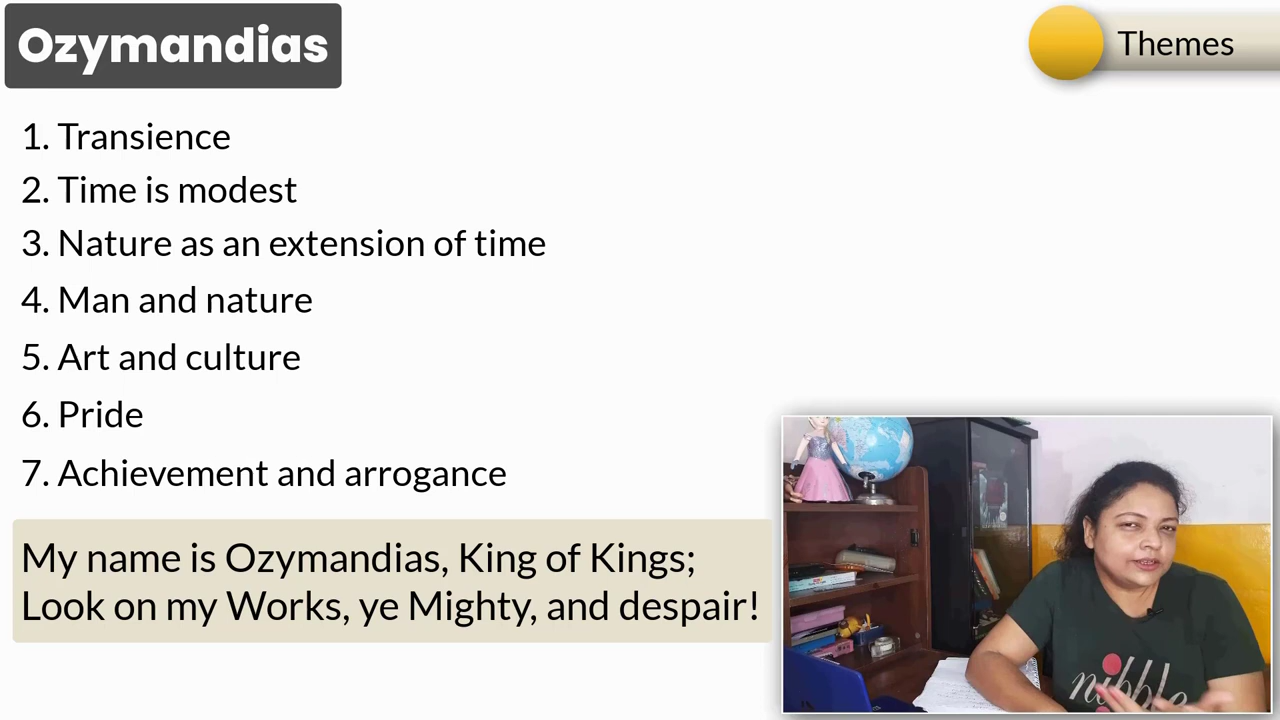 Ozymandias
Themes
1. Transience
2. Time is modest
3. Nature as an extension of time
4. Man and nature
5. Art and culture
6. Pride
7. Achievement and arrogance
My name is Ozymandias, King of Kings;
Look on my Works, ye Mighty, and despair!
nibble